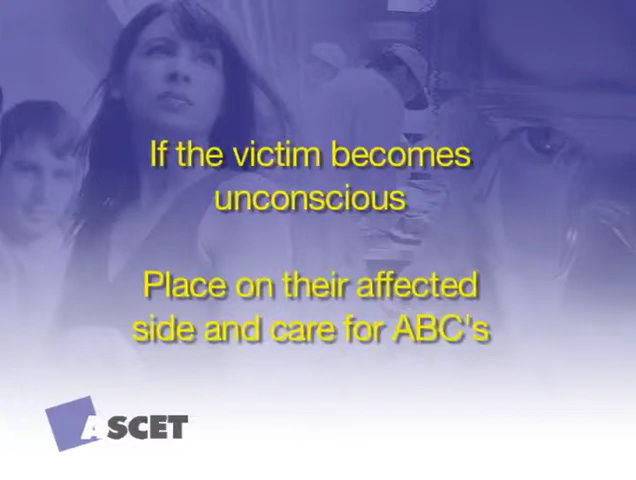 If the victim becomes
unconscious
Place on their affected
side and care for ABC's
ASCET